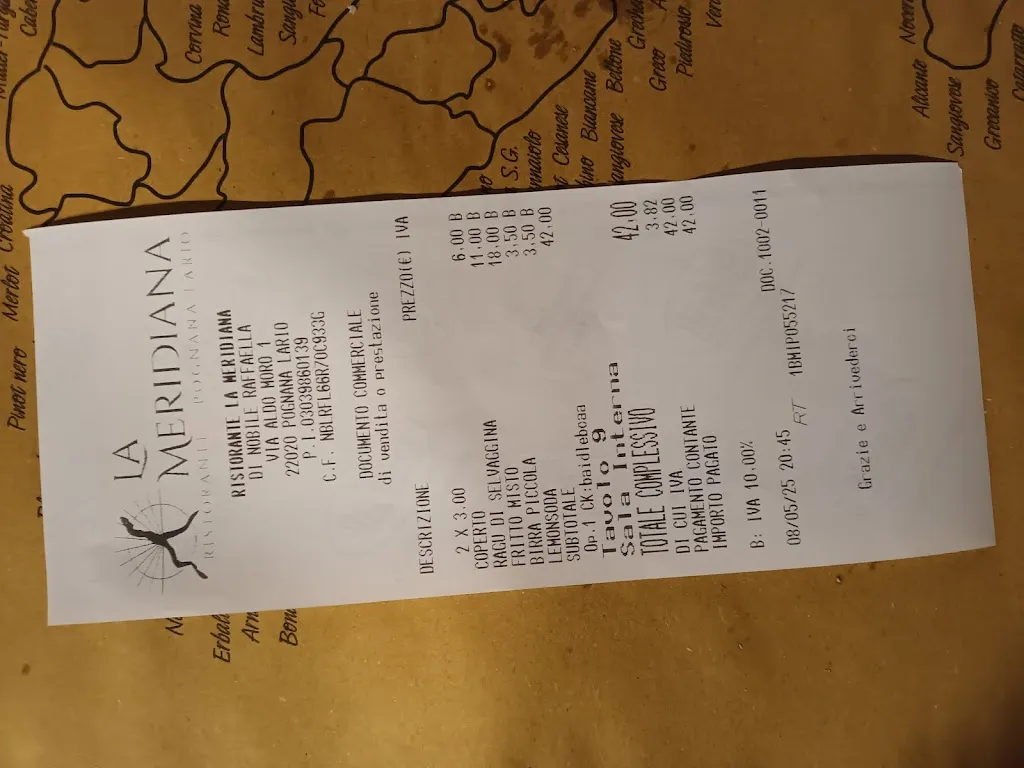 LA
MERIDIANA
RISTORANTE POGNANA LARIO
RISTORANTE LA MERIDIANA
DI NOBILE RAFFAELLA
VIA ALDO MORO 1
22020 POGNANA LARIO
P.I.03039860139
C.F. NBLRFL66R70C933G
DOCUMENTO COMMERCIALE
di vendita o prestazione
DESCRIZIONE PREZZO(€) IVA
2 X 3.00
COPERTO 6.00 B
RAGU DI SELVAGGINA 11.00 B
FRITTO MISTO 18.00 B
BIRRA PICCOLA 3.50 B
LEMONSODA 3.50 B
SUBTOTALE 42.00
Op.1 CK:baidlebcaa
Tavolo 9
Sala Interna
TOTALE COMPLESSIVO 42.00
DI CUI IVA 3.82
PAGAMENTO CONTANTE 42.00
IMPORTO PAGATO 42.00
B: IVA 10.00%
08/05/25 20:45 DOC.1002-0011
RT 18MIP055217
Grazie e Arrivederci
Corvina
Croatina
Merlot
Pinot nero
S. G.
Cesanese
Biancame
Bellone
Greco
Piedirosso
Alicante
Sangiovese
Grecanico